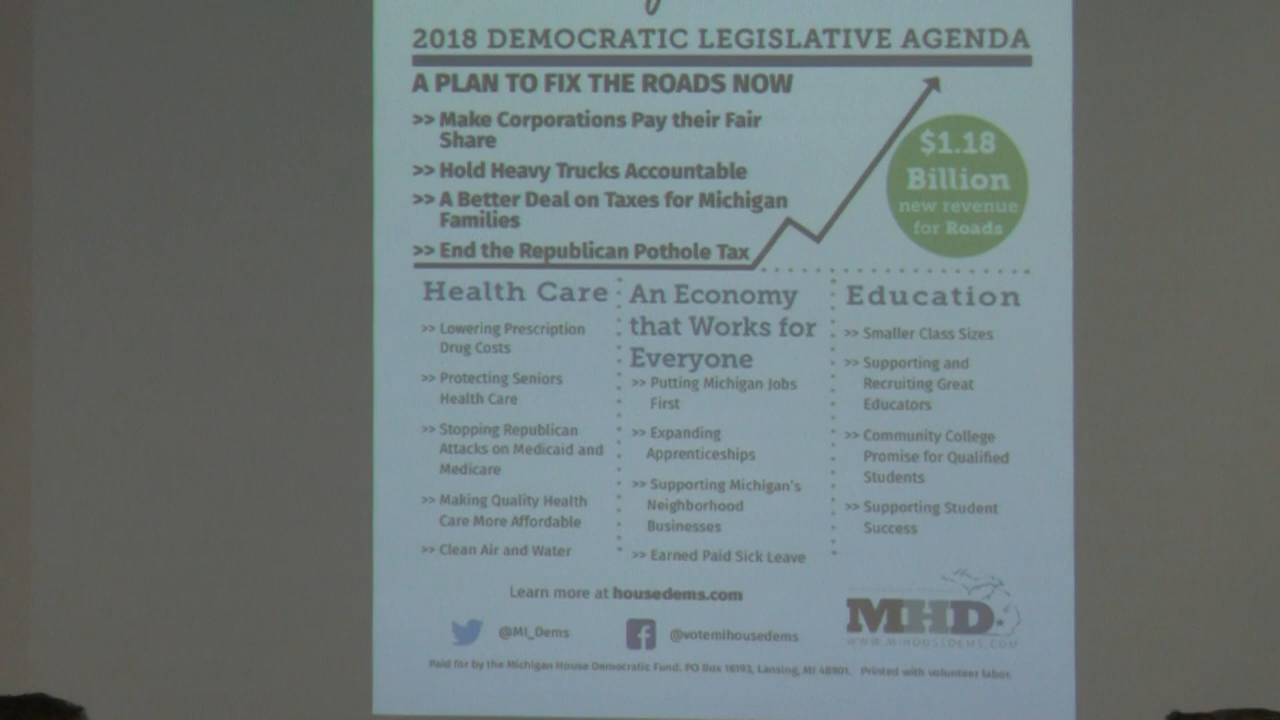 2018 DEMOCRATIC LEGISLATIVE AGENDA
A PLAN TO FIX THE ROADS NOW
>> Make Corporations Pay their Fair
Share
>> Hold Heavy Trucks Accountable
>> A Better Deal on Taxes for Michigan
Families
>> End the Republican Pothole Tax
$1.18
Billion
new revenue
for Roads
Health Care
>> Lowering Prescription
Drug Costs
>> Protecting Seniors
Health Care
>> Stopping Republican
Attacks on Medicaid and
Medicare
>> Making Quality Health
Care More Affordable
>> Clean Air and Water
An Economy
that Works for
Everyone
>> Putting Michigan Jobs
First
>> Expanding
Apprenticeships
>> Supporting Michigan's
Neighborhood
Businesses
>> Earned Paid Sick Leave
Education
>> Smaller Class Sizes
>> Supporting and
Recruiting Great
Educators
>> Community College
Promise for Qualified
Students
>> Supporting Student
Success
Learn more at housedems.com
@MI_Dems
@votemihousedems
MHD
WWW.MIHOUSEDEMS.COM
Paid for by the Michigan House Democratic Fund. PO Box 16193, Lansing, MI 48901. Printed with volunteer labor.